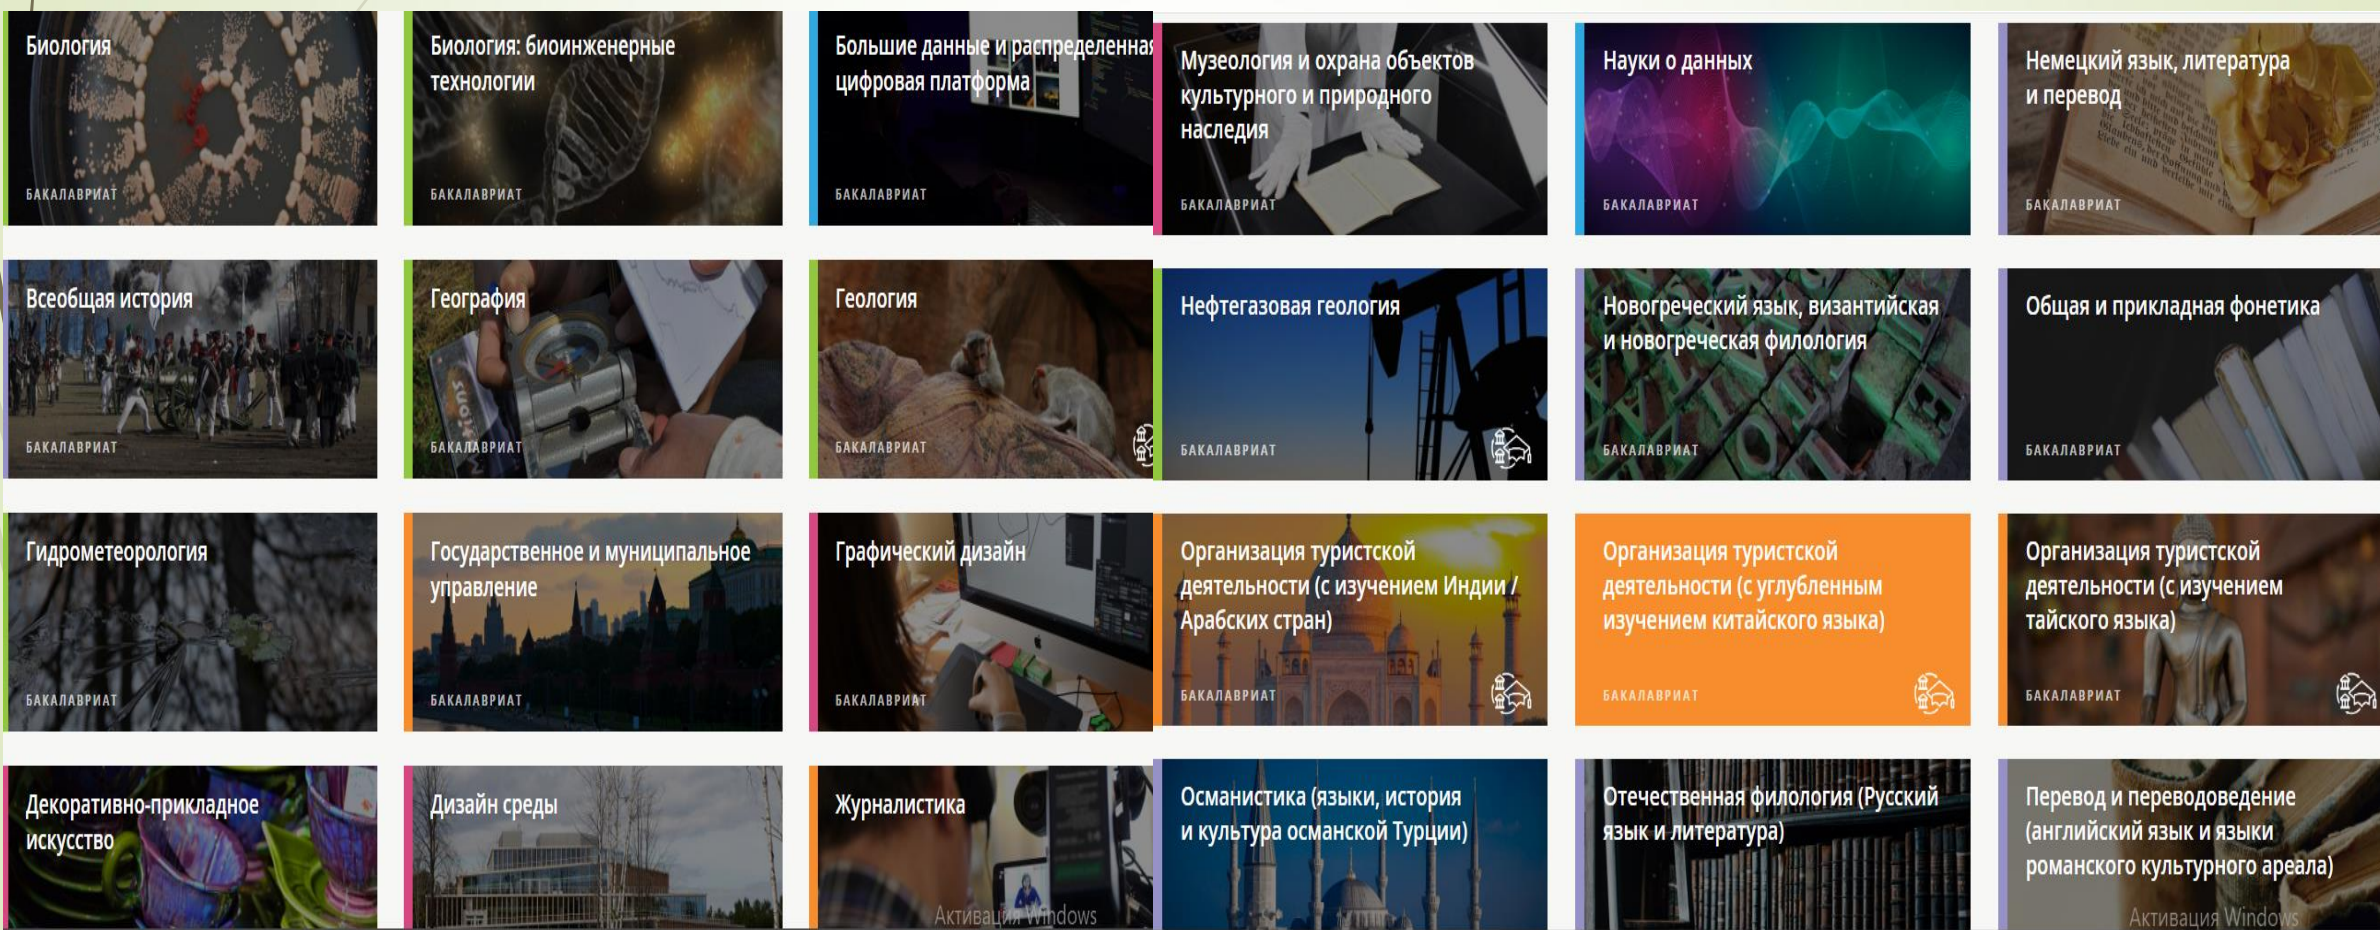 Биология
БАКАЛАВРИАТ
Биология: биоинженерные
технологии
БАКАЛАВРИАТ
Большие данные и распределенная
цифровая платформа
БАКАЛАВРИАТ
Музеология и охрана объектов
культурного и природного
наследия
БАКАЛАВРИАТ
Науки о данных
БАКАЛАВРИАТ
Немецкий язык, литература
и перевод
БАКАЛАВРИАТ
Всеобщая история
БАКАЛАВРИАТ
География
БАКАЛАВРИАТ
Геология
БАКАЛАВРИАТ
Нефтегазовая геология
БАКАЛАВРИАТ
Новогреческий язык, византийская
и новогреческая филология
БАКАЛАВРИАТ
Общая и прикладная фонетика
БАКАЛАВРИАТ
Гидрометеорология
БАКАЛАВРИАТ
Государственное и муниципальное
управление
БАКАЛАВРИАТ
Графический дизайн
БАКАЛАВРИАТ
Организация туристской
деятельности (с изучением Индии /
Арабских стран)
БАКАЛАВРИАТ
Организация туристской
деятельности (с углубленным
изучением китайского языка)
БАКАЛАВРИАТ
Организация туристской
деятельности (с изучением
тайского языка)
БАКАЛАВРИАТ
Декоративно-прикладное
искусство
Дизайн среды
Журналистика
Активация Windows
Османистика (языки, история
и культура османской Турции)
Отечественная филология (Русский
язык и литература)
Перевод и переводоведение
(английский язык и языки
романского культурного ареала)
Активация Windows